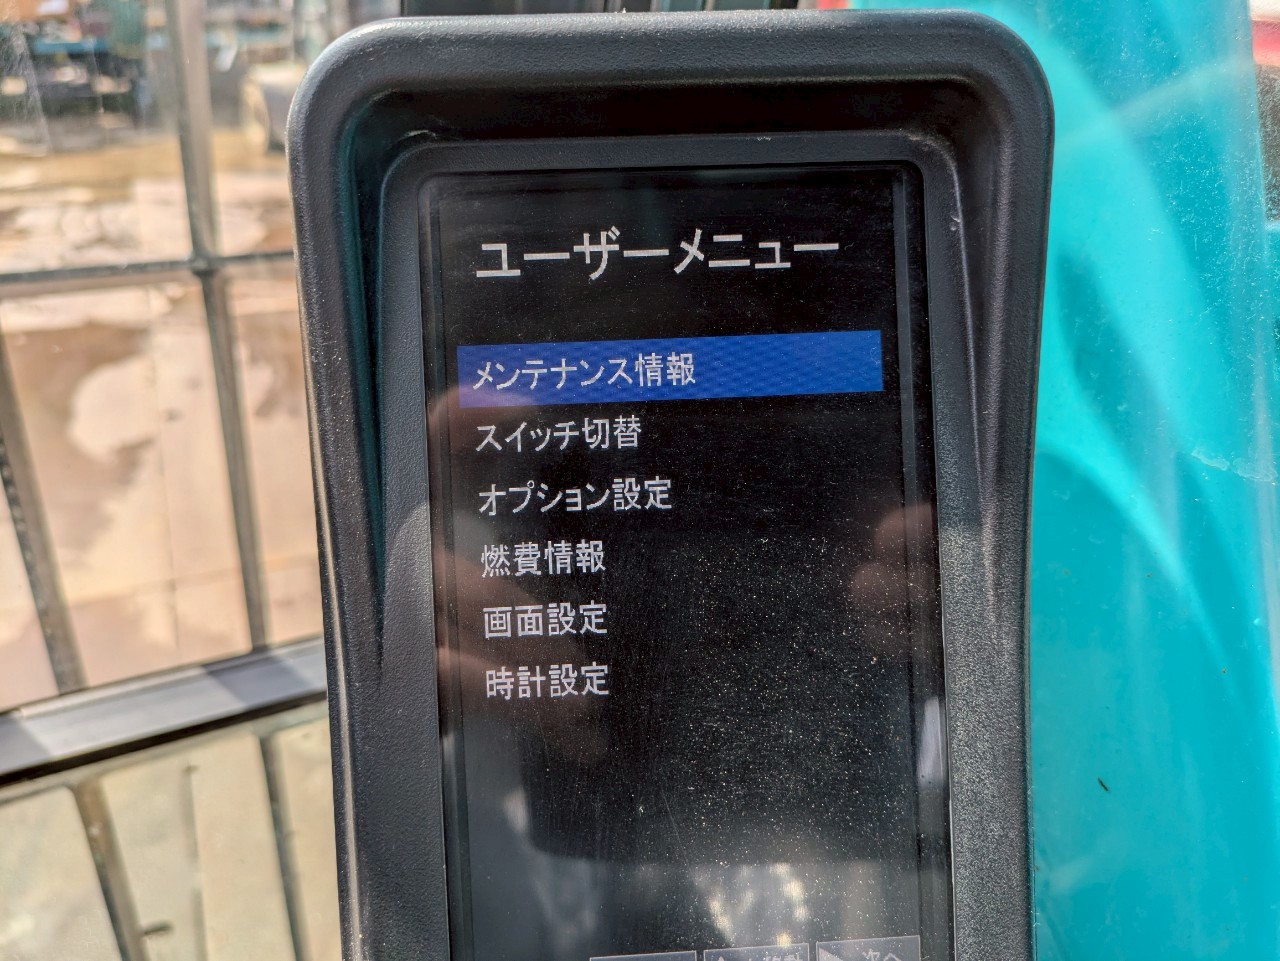 ユーザーメニュー
メンテナンス情報
スイッチ切替
オプション設定
燃費情報
画面設定
時計設定
次へ